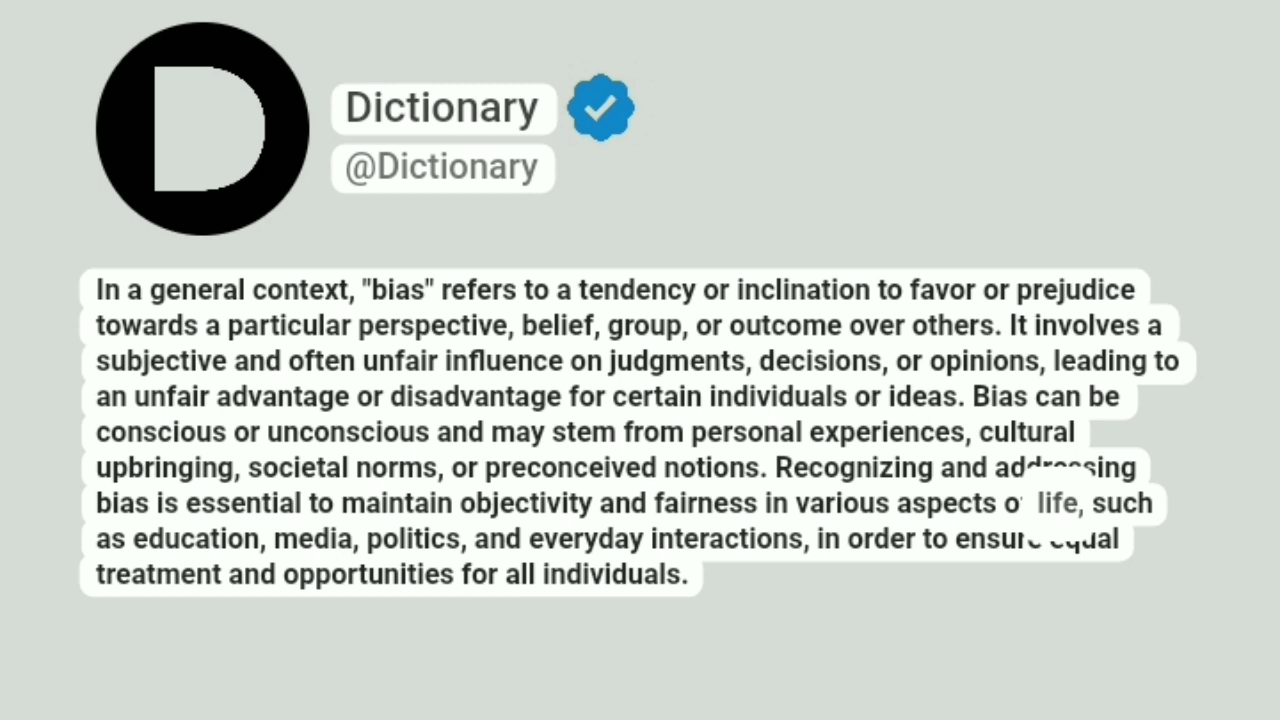 D
Dictionary
@Dictionary
In a general context, "bias" refers to a tendency or inclination to favor or prejudice
towards a particular perspective, belief, group, or outcome over others. It involves a
subjective and often unfair influence on judgments, decisions, or opinions, leading to
an unfair advantage or disadvantage for certain individuals or ideas. Bias can be
conscious or unconscious and may stem from personal experiences, cultural
upbringing, societal norms, or preconceived notions. Recognizing and addressing
bias is essential to maintain objectivity and fairness in various aspects of life, such
as education, media, politics, and everyday interactions, in order to ensure equal
treatment and opportunities for all individuals.